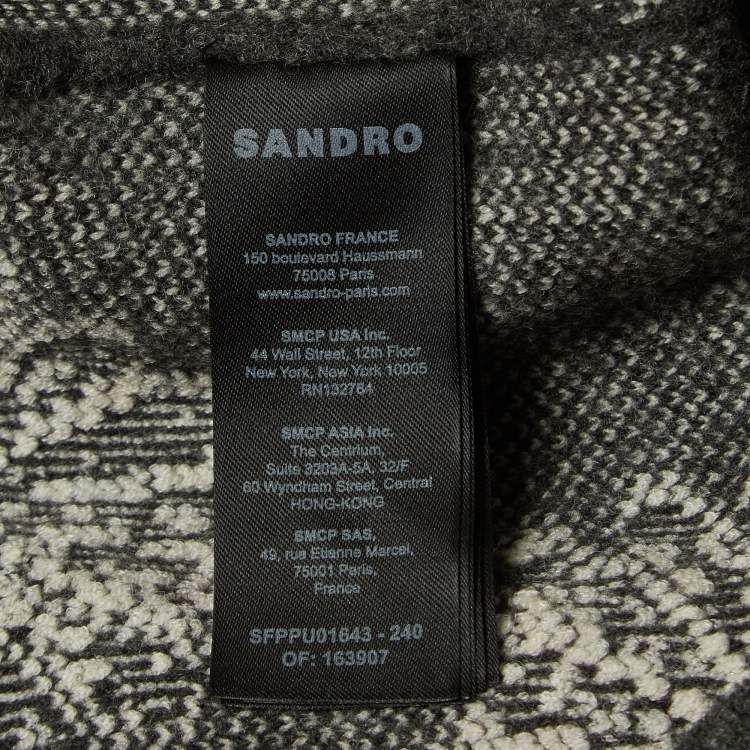 SANDRO
SANDRO FRANCE
150 boulevard Haussmann
75008 Paris
www.sandro-paris.com
SMCP USA Inc.
44 Wall Street, 12th Floor
New York, New York 10005
RN132784
SMCP ASIA Inc.
The Centrium,
Suite 3203A-5A, 32/F
60 Wyndham Street, Central
HONG-KONG
SMCP SAS,
49, rue Etienne Marcel,
75001 Paris,
France
SFPPU01643 - 240
OF: 163907